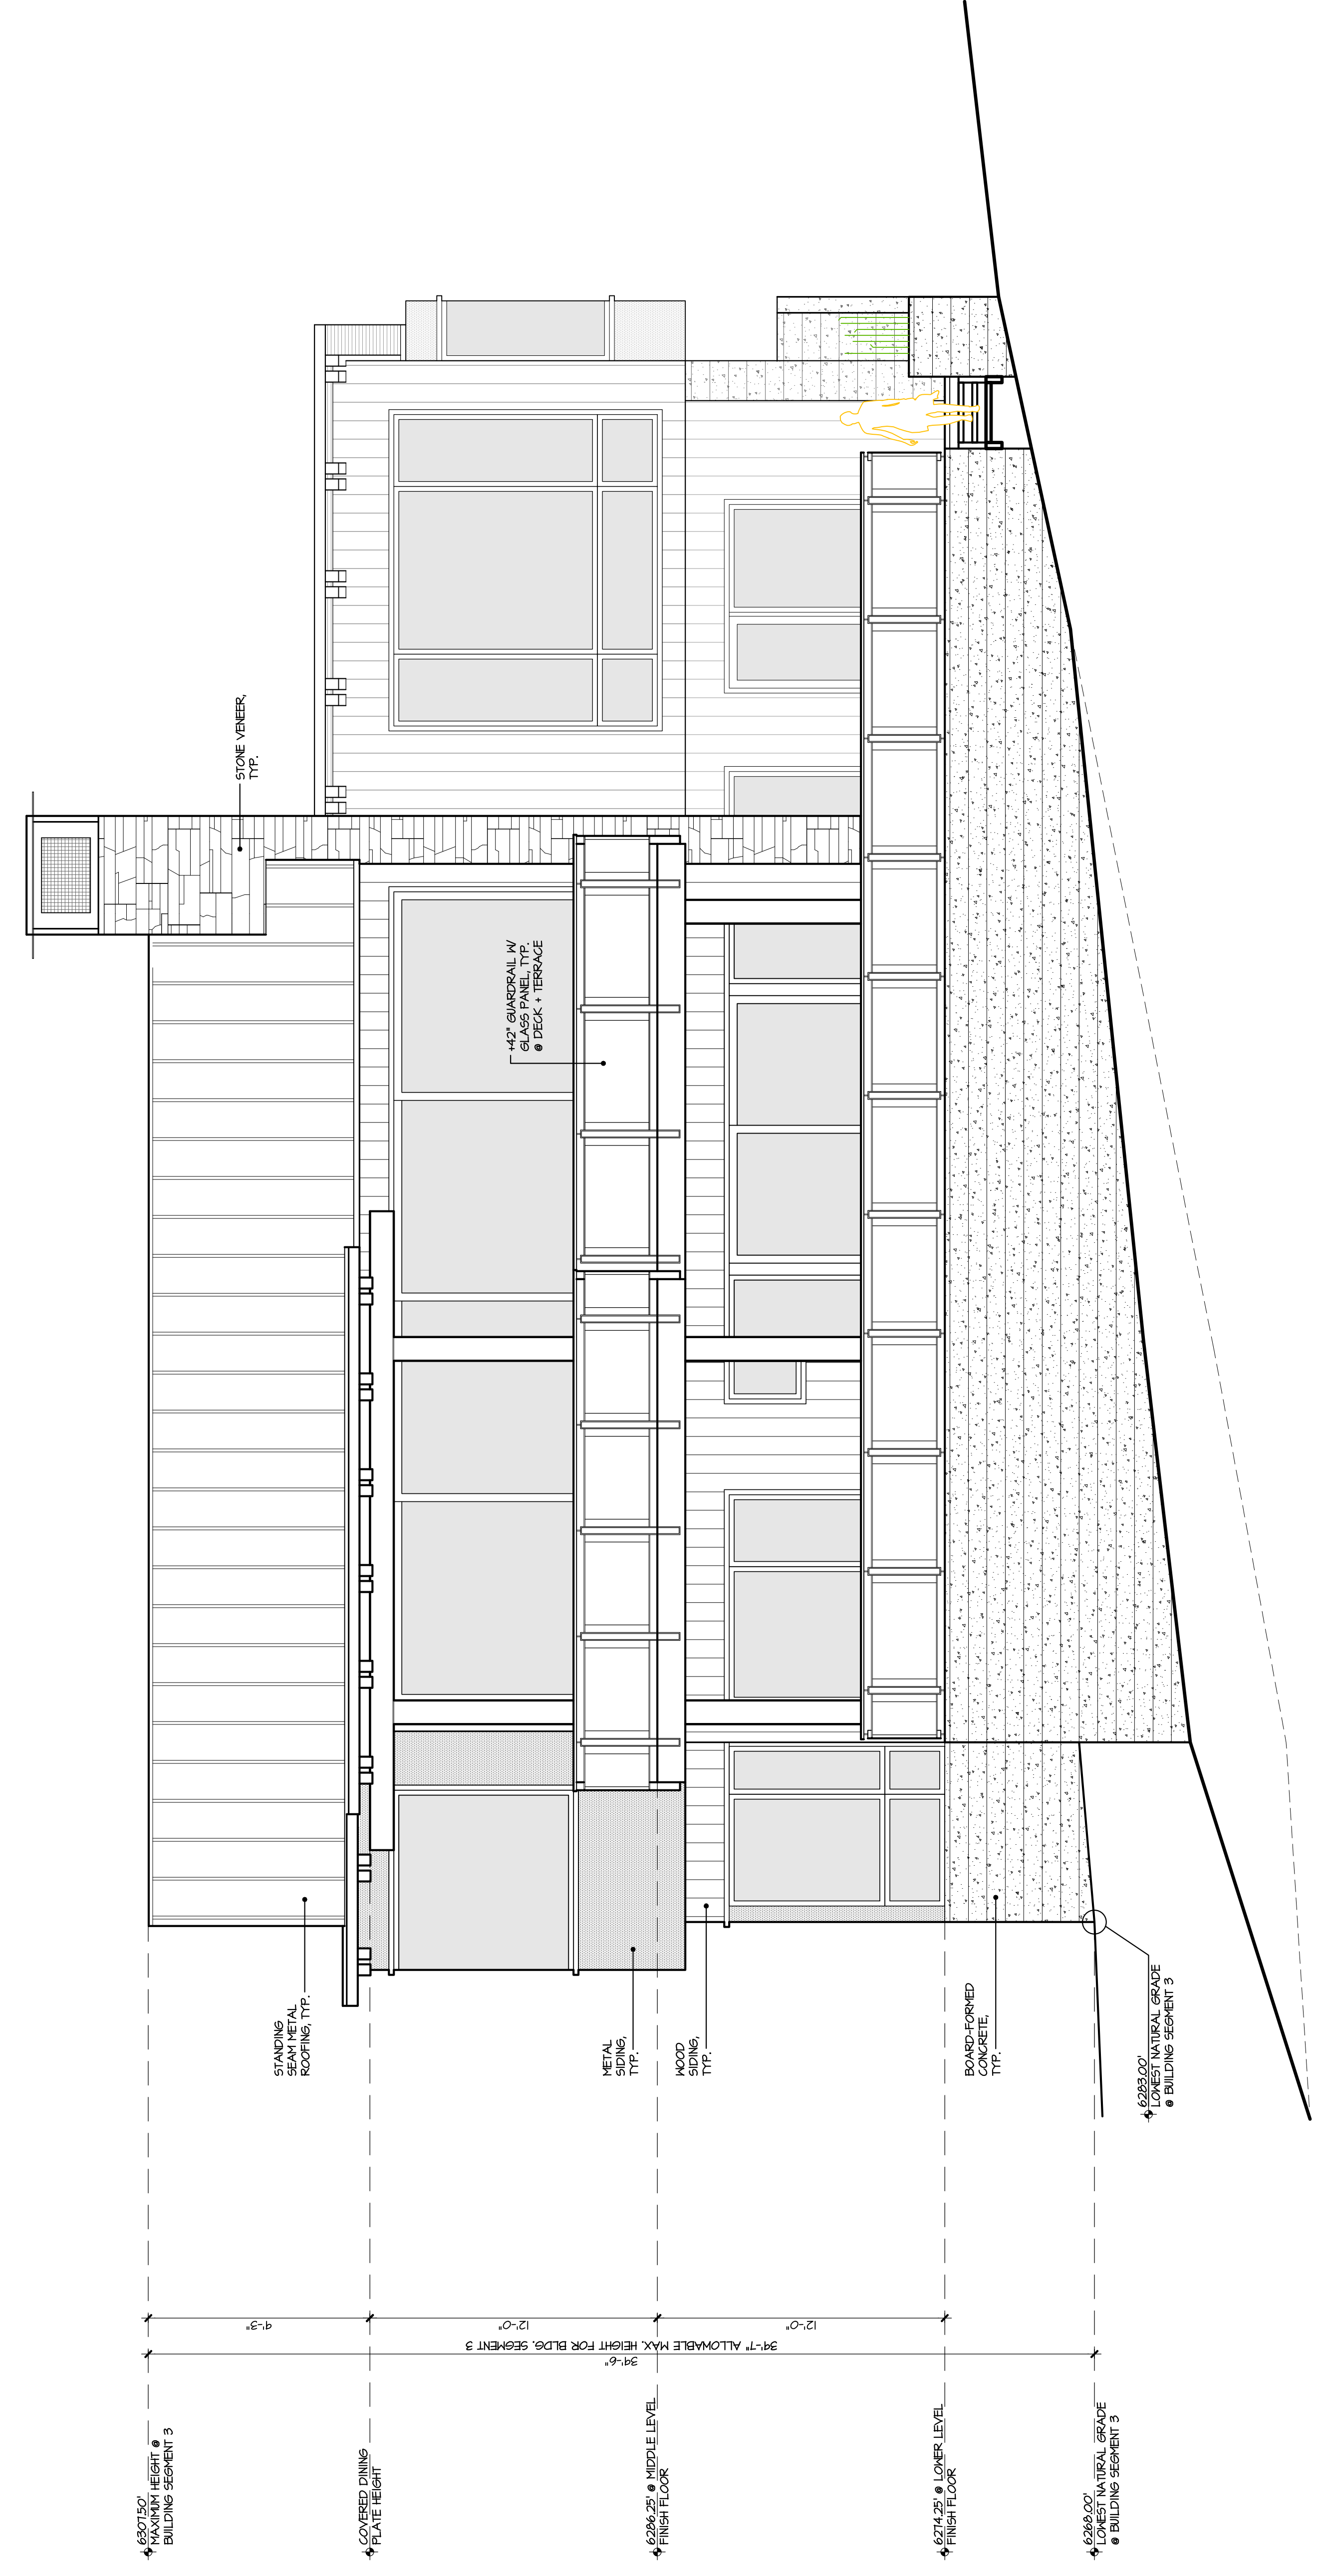 STONE VENEER,
TYP.
+42" GUARDRAIL W/
GLASS PANEL, TYP.
@ DECK + TERRACE
STANDING
SEAM METAL
ROOFING, TYP.
METAL
SIDING,
TYP.
WOOD
SIDING,
TYP.
BOARD-FORMED
CONCRETE,
TYP.
6283.00'
LOWEST NATURAL GRADE
@ BUILDING SEGMENT 3
9'-3"
12'-0"
12'-0"
39'-7" ALLOWABLE MAX. HEIGHT FOR BLDG. SEGMENT 3
39'-6"
6307.50'
MAXIMUM HEIGHT @
BUILDING SEGMENT 3
COVERED DINING
PLATE HEIGHT
6286.25' @ MIDDLE LEVEL
FINISH FLOOR
6274.25' @ LOWER LEVEL
FINISH FLOOR
6268.00'
LOWEST NATURAL GRADE
@ BUILDING SEGMENT 3